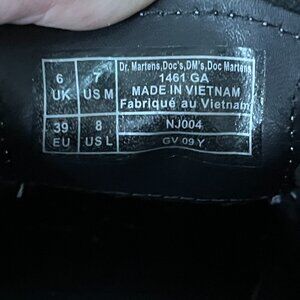 6 UK
7 US M
Dr. Martens,Doc's,DM's,Doc Martens
1461 GA
MADE IN VIETNAM
Fabriqué au Vietnam
39 EU
8 US L
NJ004
GV 09 Y